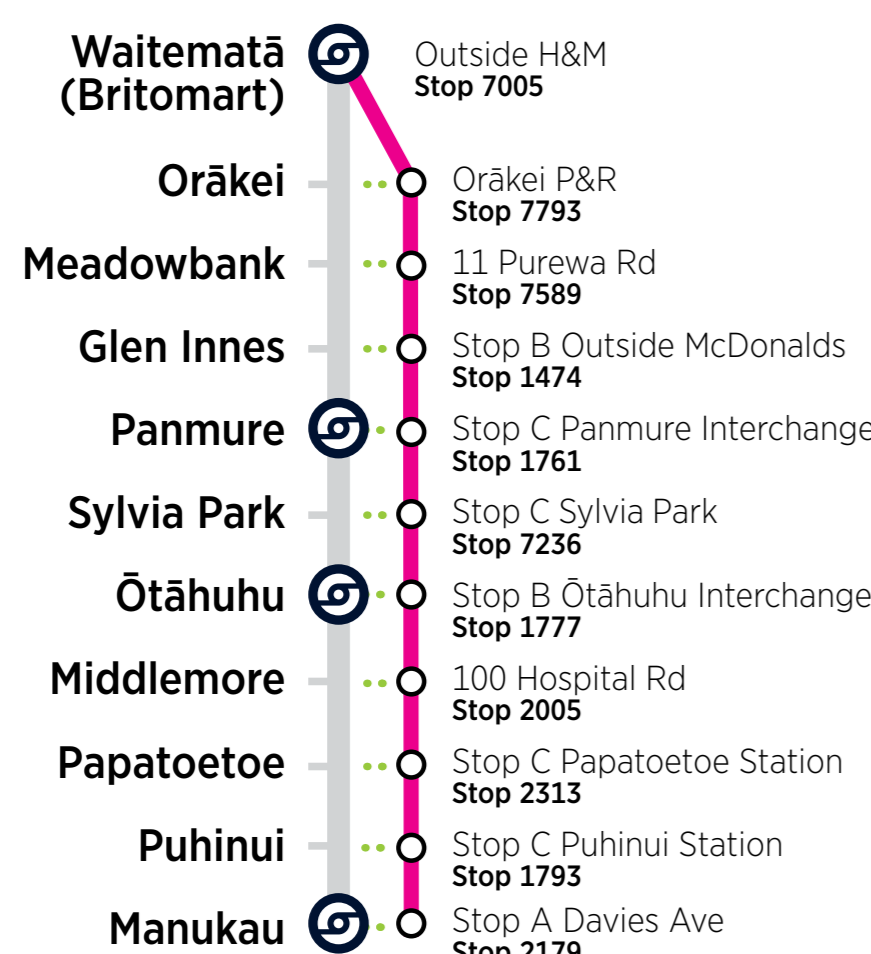 Waitematā
(Britomart)
Outside H&M
Stop 7005
Orākei
Orākei P&R
Stop 7793
Meadowbank
11 Purewa Rd
Stop 7589
Glen Innes
Stop B Outside McDonalds
Stop 1474
Panmure
Stop C Panmure Interchange
Stop 1761
Sylvia Park
Stop C Sylvia Park
Stop 7236
Ōtāhuhu
Stop B Ōtāhuhu Interchange
Stop 1777
Middlemore
100 Hospital Rd
Stop 2005
Papatoetoe
Stop C Papatoetoe Station
Stop 2313
Puhinui
Stop C Puhinui Station
Stop 1793
Manukau
Stop A Davies Ave
Stop 2179